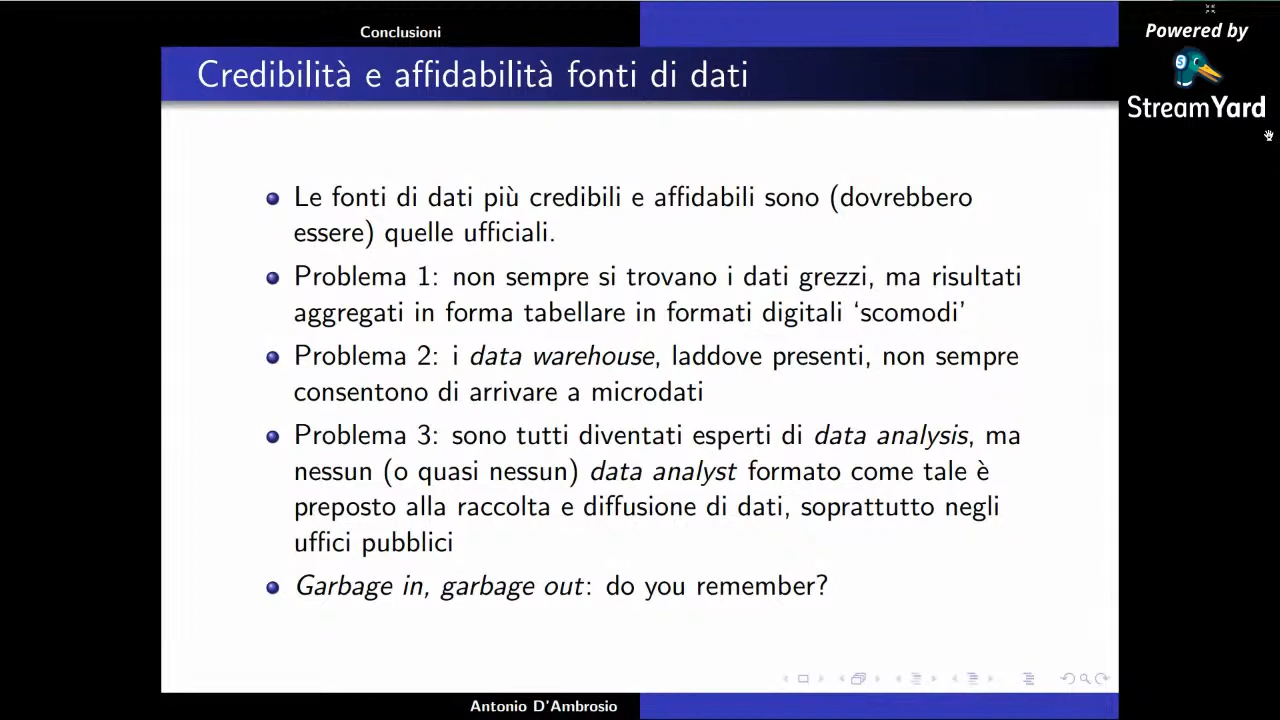 Conclusioni
Powered by
StreamYard
Credibilità e affidabilità fonti di dati
Le fonti di dati più credibili e affidabili sono (dovrebbero
essere) quelle ufficiali.
Problema 1: non sempre si trovano i dati grezzi, ma risultati
aggregati in forma tabellare in formati digitali ‘scomodi’
Problema 2: i data warehouse, laddove presenti, non sempre
consentono di arrivare a microdati
Problema 3: sono tutti diventati esperti di data analysis, ma
nessun (o quasi nessun) data analyst formato come tale è
preposto alla raccolta e diffusione di dati, soprattutto negli
uffici pubblici
Garbage in, garbage out: do you remember?
Antonio D'Ambrosio